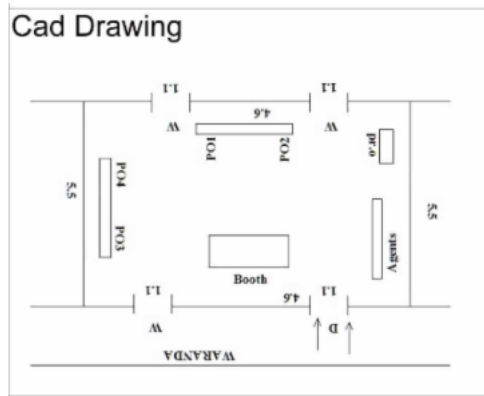 Cad Drawing
1.1
1.1
4.6
W
W
PO1
PO2
pr.o
PO4
5.5
5.5
PO3
Agents
Booth
1.1
4.6
1.1
W
D
WARANDA